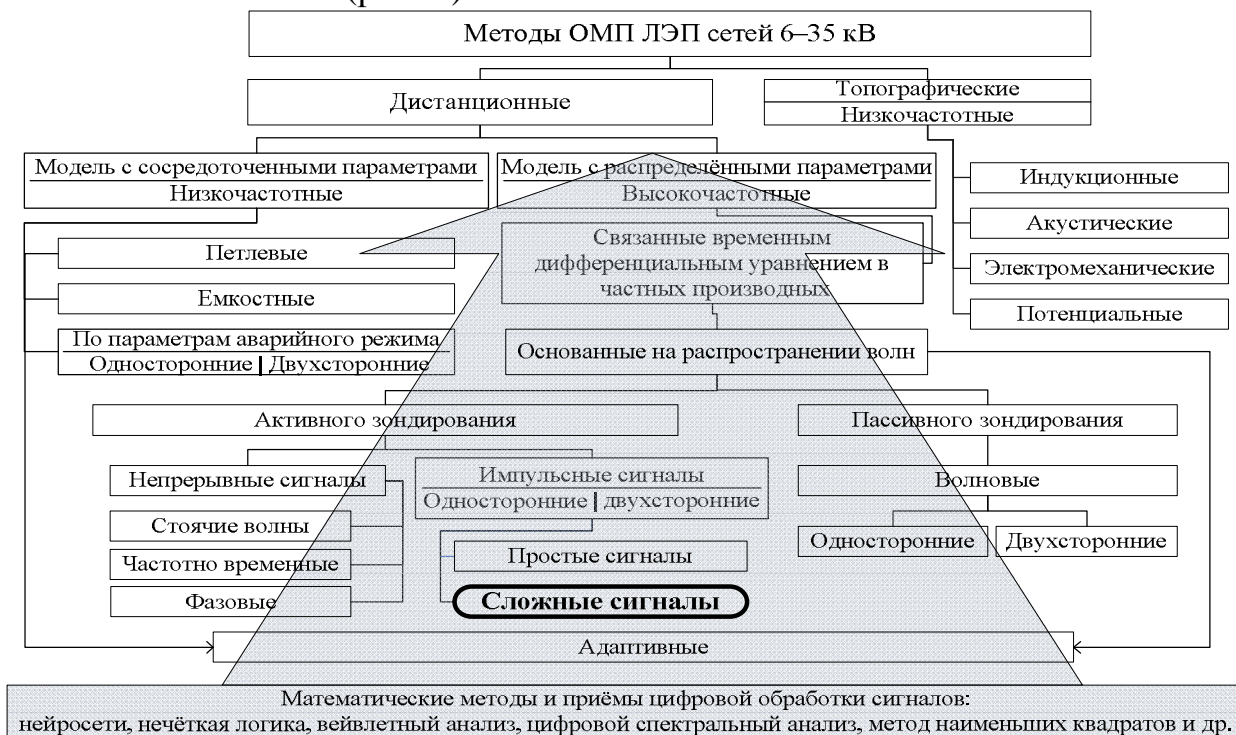 Методы ОМП ЛЭП сетей 6–35 кВ
Дистанционные
Топографические
Низкочастотные
Модель с сосредоточенными параметрами
Низкочастотные
Модель с распределёнными параметрами
Высокочастотные
Индукционные
Акустические
Электромеханические
Потенциальные
Петлевые
Емкостные
По параметрам аварийного режима
Односторонние | Двухсторонние
Связанные временным
дифференциальным уравнением в
частных производных
Основанные на распространении волн
Активного зондирования
Пассивного зондирования
Непрерывные сигналы
Стоячие волны
Частотно временные
Фазовые
Импульсные сигналы
Односторонние | двухсторонние
Простые сигналы
Сложные сигналы
Волновые
Односторонние
Двухсторонние
Адаптивные
Математические методы и приёмы цифровой обработки сигналов:
нейросети, нечёткая логика, вейвлетный анализ, цифровой спектральный анализ, метод наименьших квадратов и др.